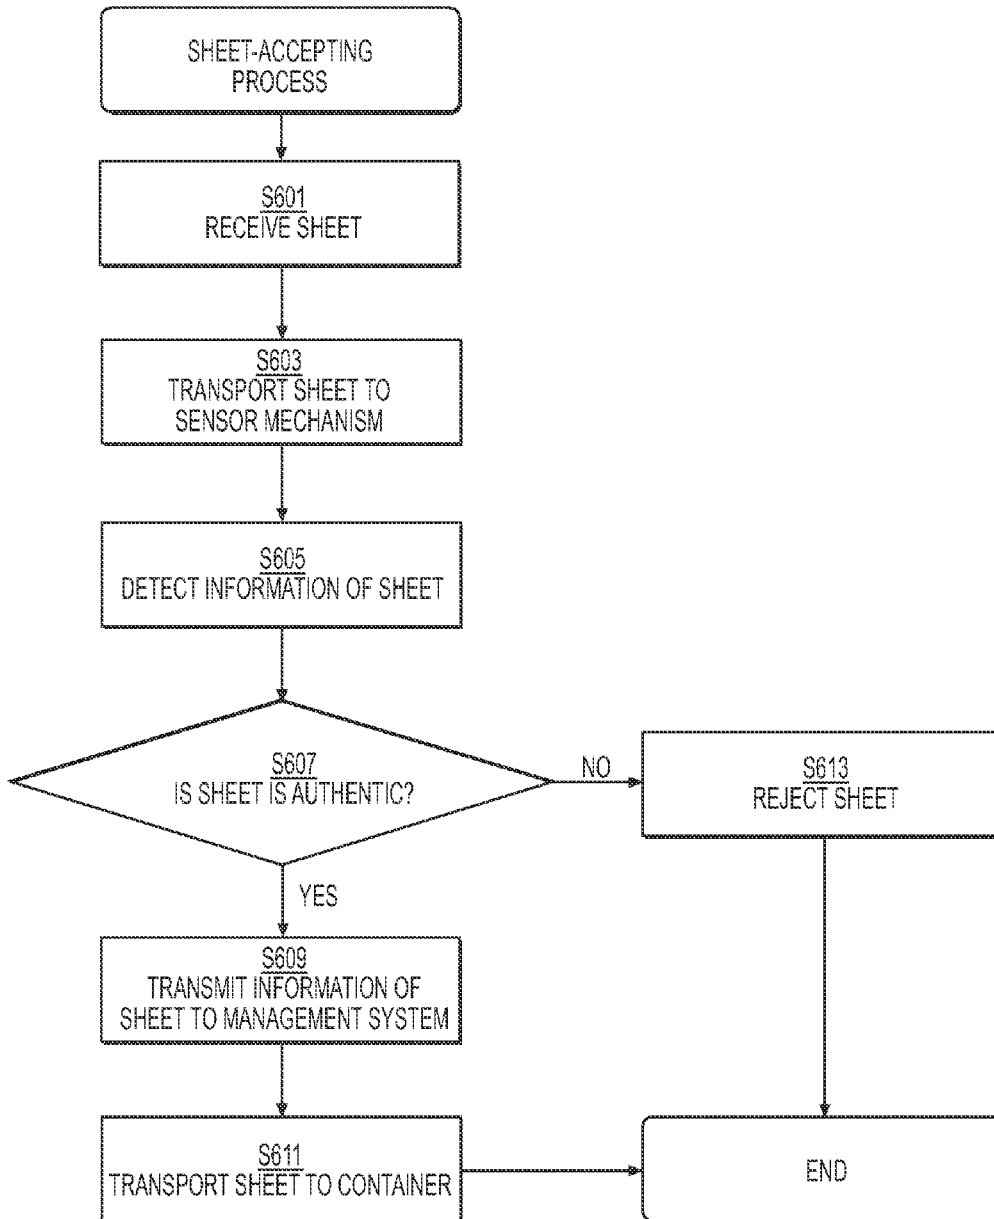 SHEET-ACCEPTING
PROCESS
S601
RECEIVE SHEET
S603
TRANSPORT SHEET TO
SENSOR MECHANISM
S605
DETECT INFORMATION OF SHEET
S607
IS SHEET IS AUTHENTIC?
NO
S613
REJECT SHEET
YES
S609
TRANSMIT INFORMATION OF
SHEET TO MANAGEMENT SYSTEM
S611
TRANSPORT SHEET TO CONTAINER
END